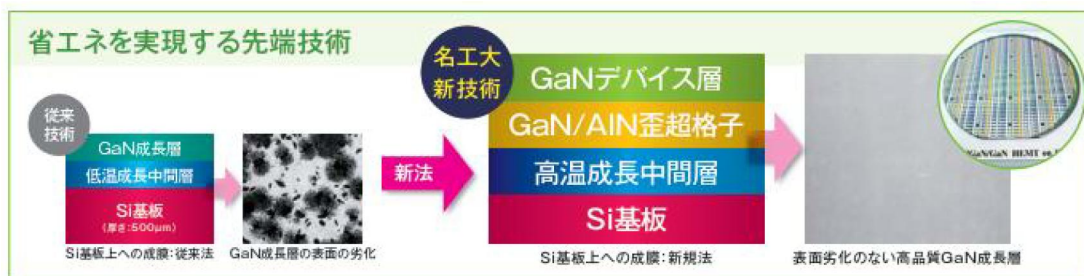 省エネを実現する先端技術
従来
技術
GaN成長層
低温成長中間層
Si基板
(厚さ:500μm)
Si基板上への成膜:従来法
GaN成長層の表面の劣化
新法
名工大
新技術
GaNデバイス層
GaN/AlN歪超格子
高温成長中間層
Si基板
Si基板上への成膜:新規法
表面劣化のない高品質GaN成長層